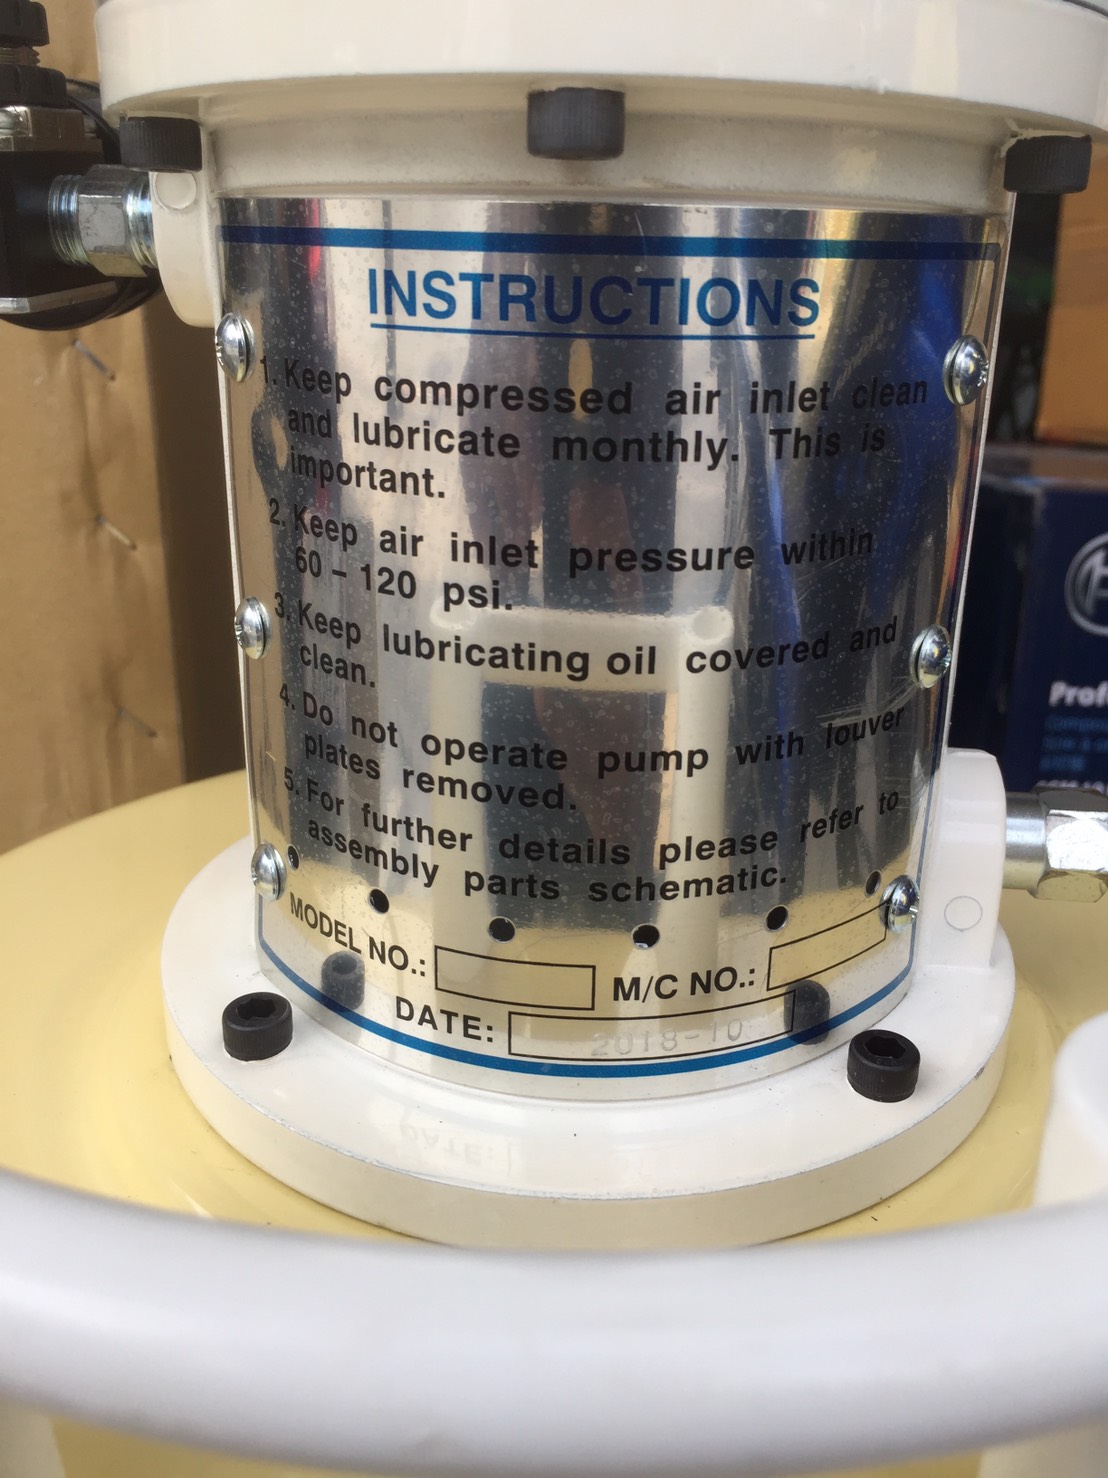 INSTRUCTIONS
1. Keep compressed air inlet clean
and lubricate monthly. This is
important.
2. Keep air inlet pressure within
60 – 120 psi.
3. Keep lubricating oil covered and
clean.
4. Do not operate pump with louver
plates removed.
5. For further details please refer to
assembly parts schematic.
MODEL NO.:
M/C NO.:
DATE: 2018-10